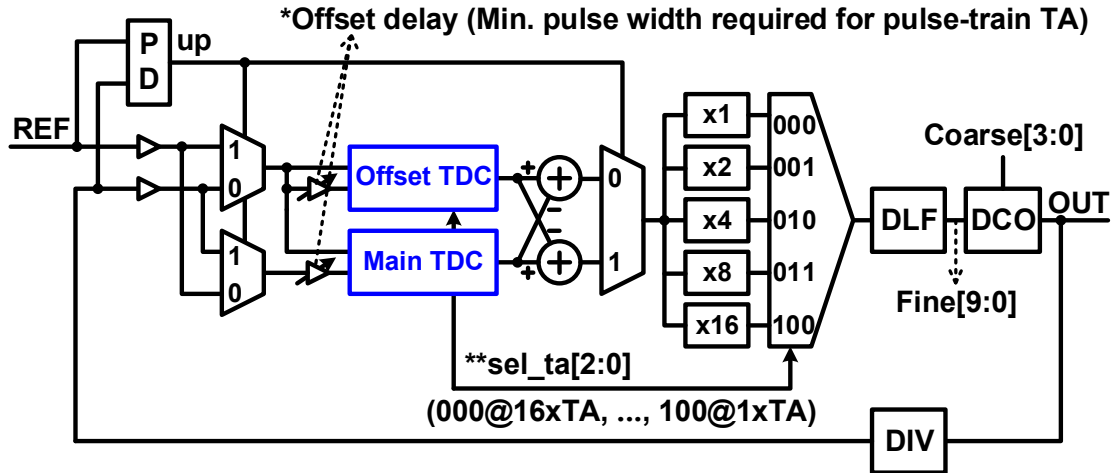 *Offset delay (Min. pulse width required for pulse-train TA)
P
D
up
REF
1
0
1
0
Offset TDC
Main TDC
+
−
−
+
0
1
x1
x2
x4
x8
x16
000
001
010
011
100
DLF
Coarse[3:0]
DCO
OUT
Fine[9:0]
**sel_ta[2:0]
(000@16xTA, ..., 100@1xTA)
DIV